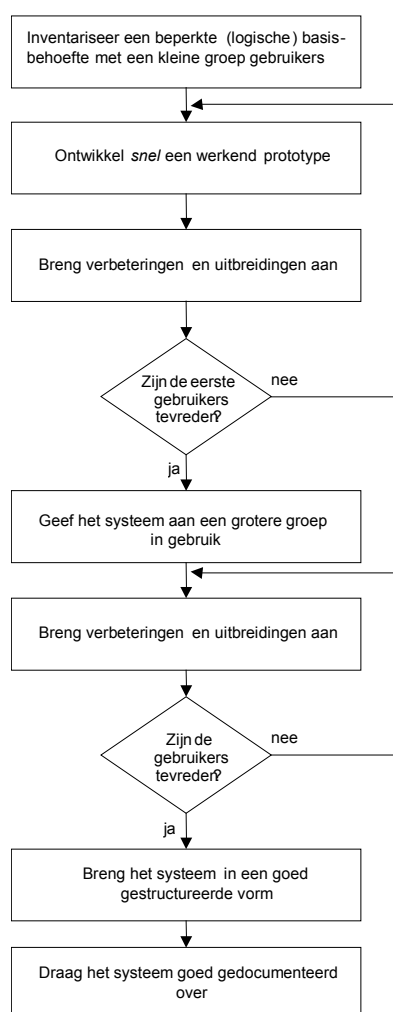 Inventariseer een beperkte (logische) basis-
behoefte met een kleine groep gebruikers
Ontwikkel snel een werkend prototype
Breng verbeteringen en uitbreidingen aan
Zijn de eerste
gebruikers
tevreden?
nee
ja
Geef het systeem aan een grotere groep
in gebruik
Breng verbeteringen en uitbreidingen aan
Zijn de
gebruikers
tevreden?
nee
ja
Breng het systeem in een goed
gestructureerde vorm
Draag het systeem goed gedocumenteerd
over